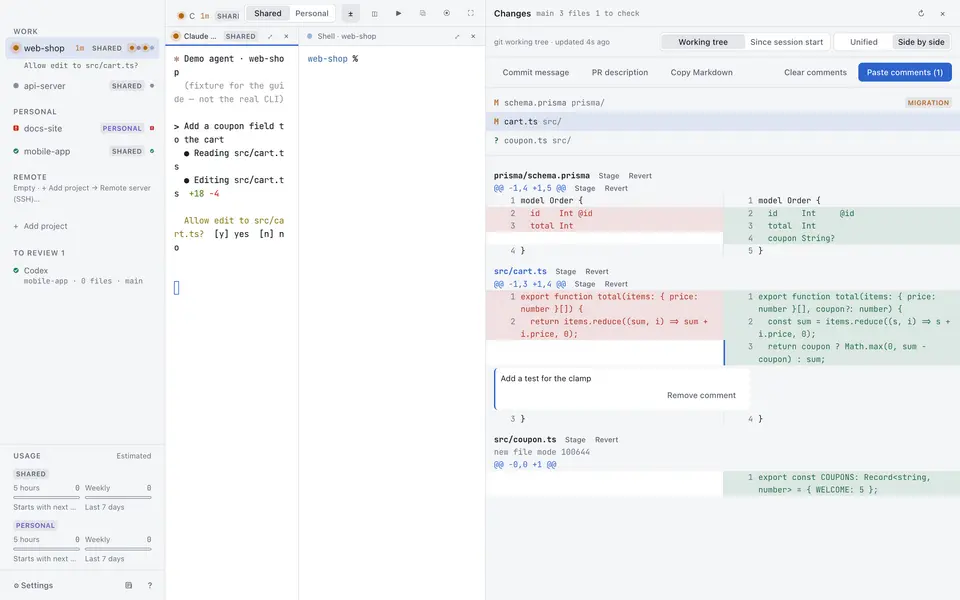 WORK
web-shop 1m SHARED
Allow edit to src/cart.ts?
api-server SHARED
PERSONAL
docs-site PERSONAL
mobile-app SHARED
REMOTE
Empty · + Add project → Remote server
(SSH)...
+ Add project
TO REVIEW 1
Codex
mobile-app · 0 files · main
USAGE Estimated
SHARED
5 hours 0 Weekly 0
Starts with next ... Last 7 days
PERSONAL
5 hours 0 Weekly 0
Starts with next ... Last 7 days
Settings ?
C 1m SHARI Shared Personal
Claude ... SHARED
✻ Demo agent · web-sho
p
(fixture for the gui
de — not the real CLI)
> Add a coupon field t
o the cart
● Reading src/cart.t
s
● Editing src/cart.t
s +18 -4
Allow edit to src/ca
rt.ts? [y] yes [n] n
o
Shell · web-shop
web-shop %
Changes main 3 files 1 to check
git working tree · updated 4s ago Working tree Since session start Unified Side by side
Commit message PR description Copy Markdown Clear comments Paste comments (1)
M schema.prisma prisma/ MIGRATION
M cart.ts src/
? coupon.ts src/
prisma/schema.prisma Stage Revert
@@ -1,4 +1,5 @@ Stage Revert
1 model Order { 1 model Order {
2 id Int @id 2 id Int @id
3 total Int 3 total Int
4 coupon String?
4 } 5 }
src/cart.ts Stage Revert
@@ -1,3 +1,4 @@ Stage Revert
1 export function total(items: { price: 1 export function total(items: { price:
number }[]) { number }[], coupon?: number) {
2 return items.reduce((sum, i) => sum + 2 const sum = items.reduce((s, i) => s +
i.price, 0); i.price, 0);
3 return coupon ? Math.max(0, sum -
coupon) : sum;
Add a test for the clamp
Remove comment
3 } 4 }
src/coupon.ts Stage Revert
new file mode 100644
@@ -0,0 +1 @@
1 export const COUPONS: Record<string,
number> = { WELCOME: 5 };